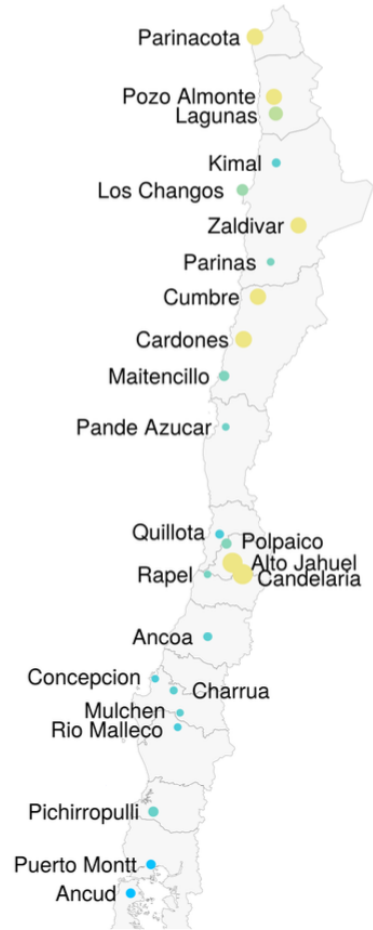 Parinacota
Pozo Almonte
Lagunas
Kimal
Los Changos
Zaldivar
Parinas
Cumbre
Cardones
Maitencillo
Pande Azucar
Quillota
Polpaico
Alto Jahuel
Rapel
Candelaria
Ancoa
Concepcion
Charrua
Mulchen
Rio Malleco
Pichirropulli
Puerto Montt
Ancud